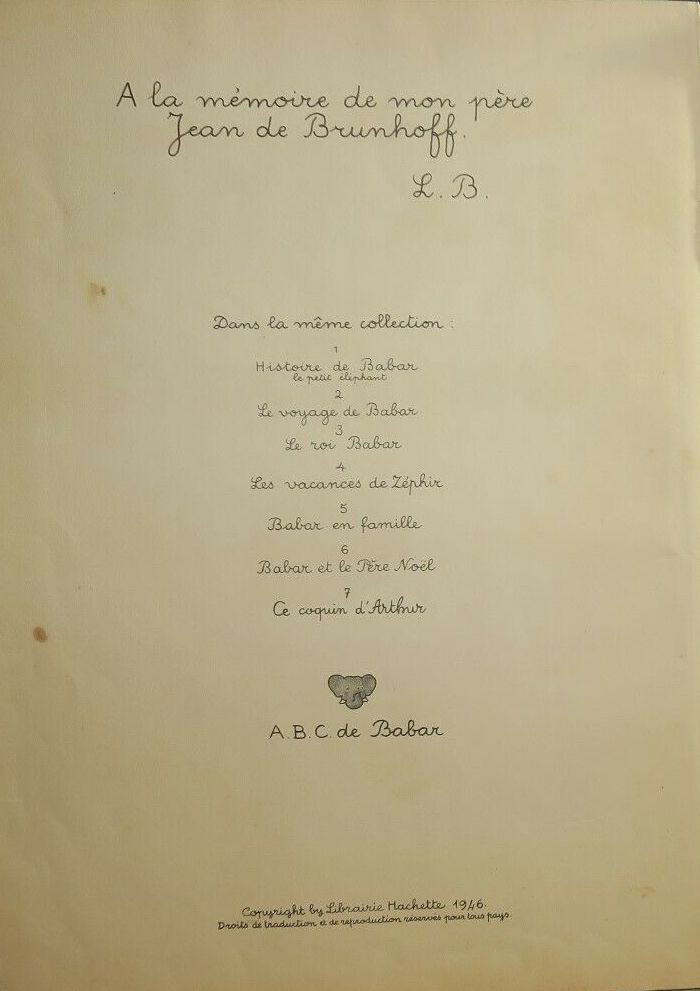 A la mémoire de mon père
Jean de Brunhoff.
L. B.
Dans la même collection :
1
Histoire de Babar
le petit éléphant
2
Le voyage de Babar
3
Le roi Babar
4
Les vacances de Zéphir
5
Babar en famille
6
Babar et le Père Noël
7
Ce coquin d'Arthur
A.B.C. de Babar
Copyright by Librairie Hachette 1946.
Droits de traduction et de reproduction réservés pour tous pays.